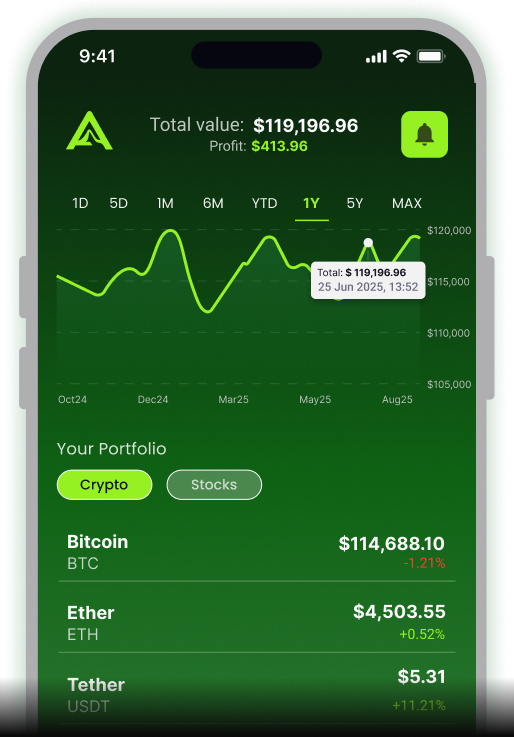 9:41
Total value: $119,196.96
Profit: $413.96
1D 5D 1M 6M YTD 1Y 5Y MAX
$120,000
Total: $ 119,196.96
$115,000
25 Jun 2025, 13:52
$110,000
$105,000
Oct24 Dec24 Mar25 May25 Aug25
Your Portfolio
Crypto Stocks
Bitcoin $114,688.10
BTC -1.21%
Ether $4,503.55
ETH +0.52%
Tether $5.31
USDT +11.21%